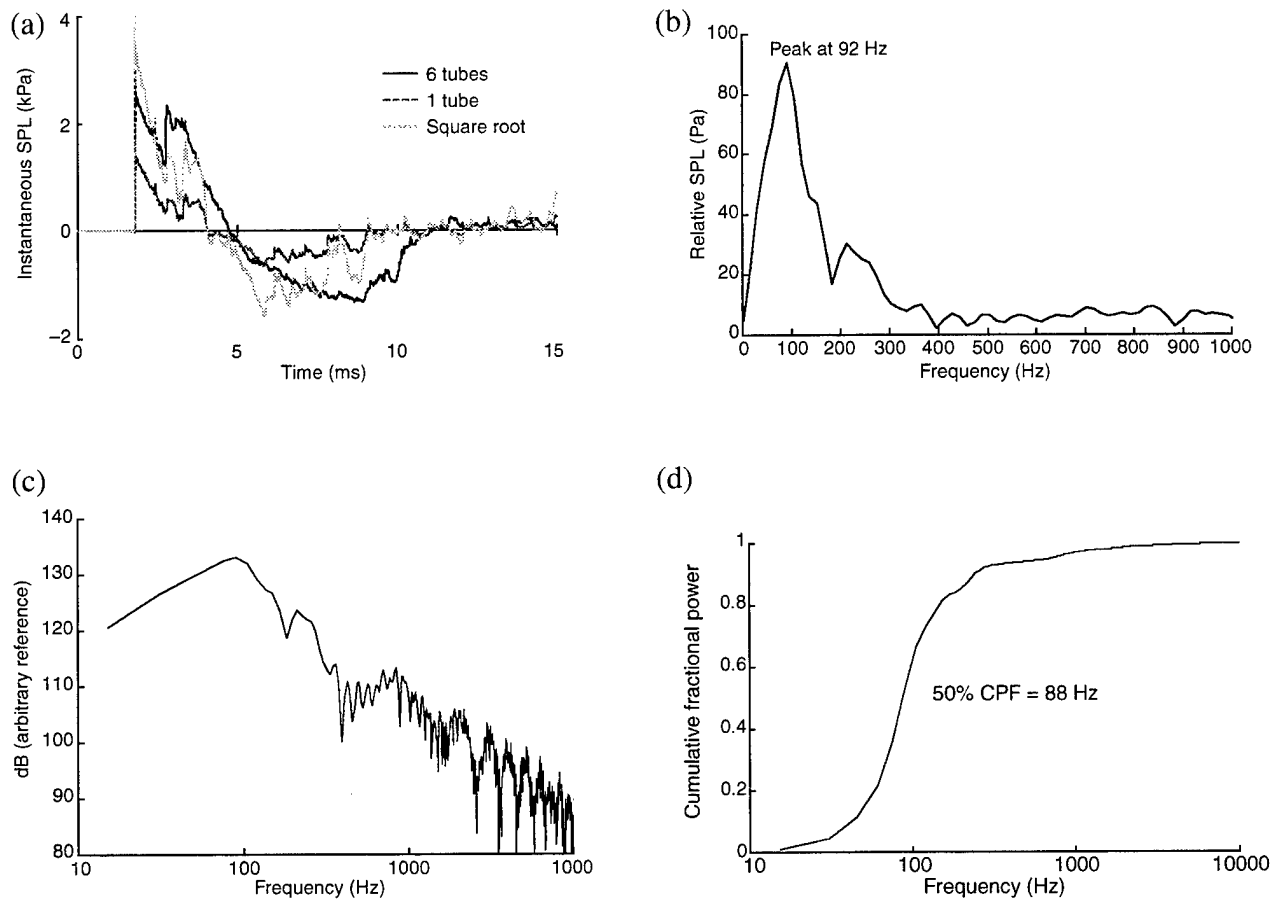 (a)
4
2
0
−2
Instantaneous SPL (kPa)
6 tubes
1 tube
Square root
0
5
10
15
Time (ms)
(b)
100
80
60
40
20
0
Relative SPL (Pa)
Peak at 92 Hz
0
100
200
300
400
500
600
700
800
900
1000
Frequency (Hz)
(c)
140
130
120
110
100
90
80
dB (arbitrary reference)
10
100
1000
1000
Frequency (Hz)
(d)
1
0.8
0.6
0.4
0.2
0
Cumulative fractional power
50% CPF = 88 Hz
10
100
1000
10000
Frequency (Hz)